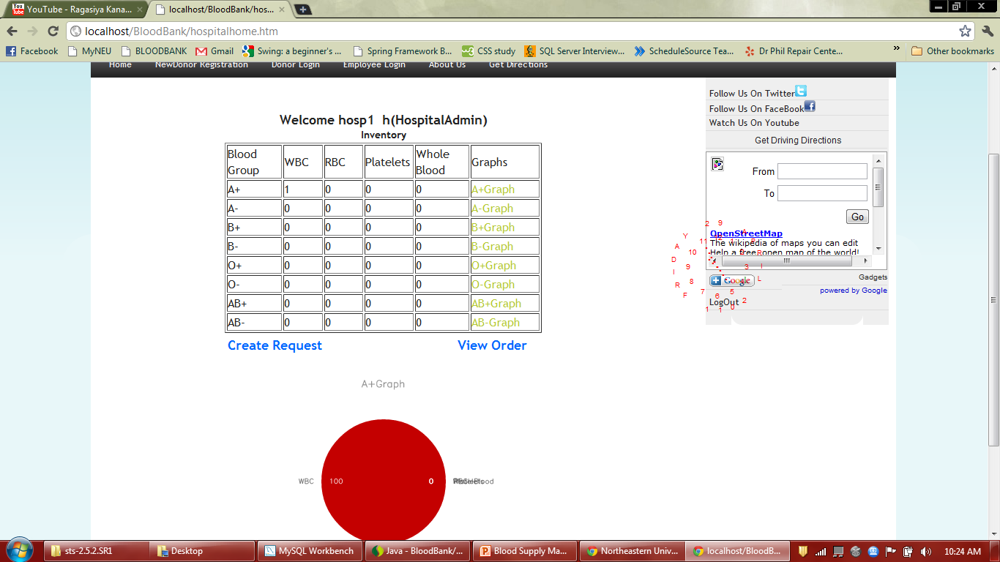 YouTube - Ragasiya Kana...
localhost/BloodBank/hos...
localhost/BloodBank/hospitalhome.htm
Facebook MyNEU BLOODBANK Gmail Swing: a beginner's ... Spring Framework B... CSS study SQL Server Interview... ScheduleSource Tea... Dr Phil Repair Cente... » Other bookmarks
Home NewDonor Registration Donor Login Employee Login About Us Get Directions
Follow Us On Twitter
Follow Us On FaceBook
Watch Us On Youtube
Get Driving Directions
From
To
Go
OpenStreetMap
The wikipedia of maps you can edit
Help a free open map of the world!
Google
Gadgets
powered by Google
LogOut
Welcome hosp1 h(HospitalAdmin)
Inventory
Blood Group WBC RBC Platelets Whole Blood Graphs
A+ 1 0 0 0 A+Graph
A- 0 0 0 0 A-Graph
B+ 0 0 0 0 B+Graph
B- 0 0 0 0 B-Graph
O+ 0 0 0 0 O+Graph
O- 0 0 0 0 O-Graph
AB+ 0 0 0 0 AB+Graph
AB- 0 0 0 0 AB-Graph
Create Request View Order
A+Graph
WBC 100 0
sts-2.5.2.SR1 Desktop MySQL Workbench Java - BloodBank/... Blood Supply Ma... Northeastern Univ... localhost/BloodB... 10:24 AM